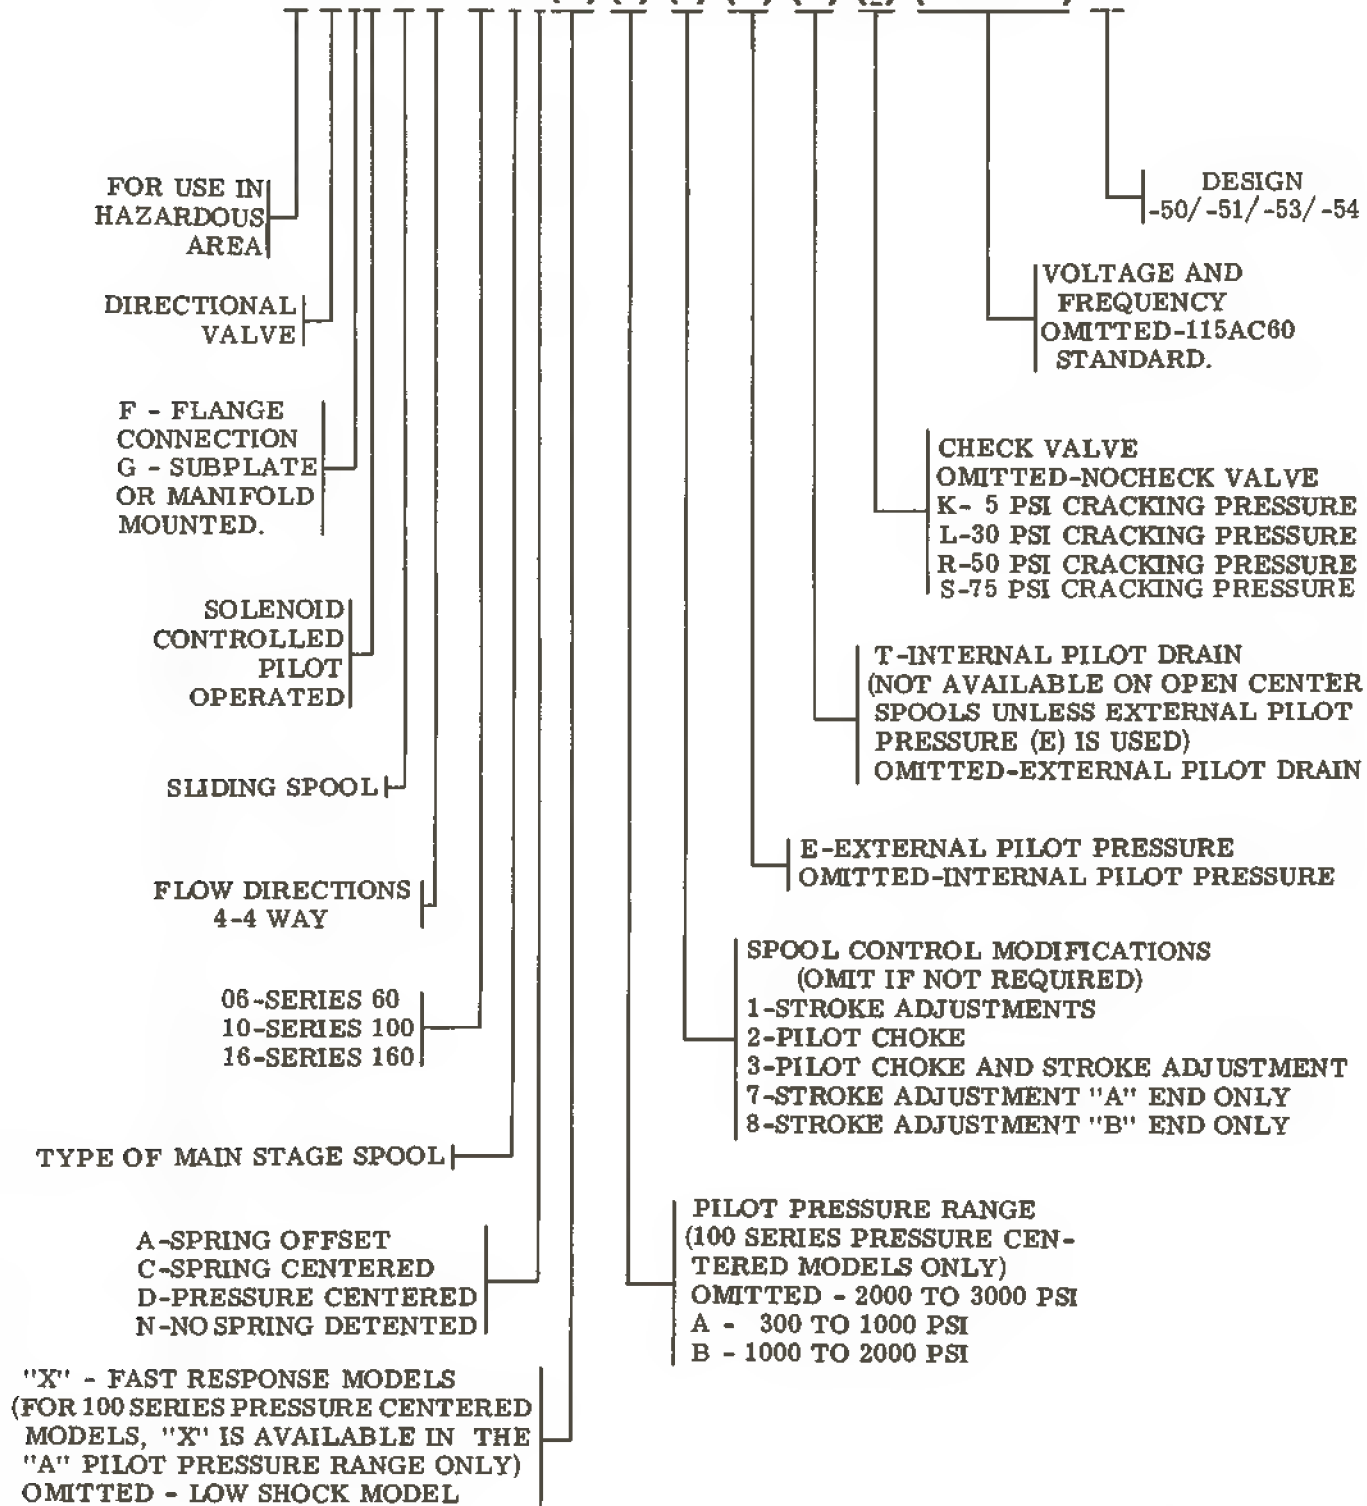 FOR USE IN
HAZARDOUS
AREA
DIRECTIONAL
VALVE
F - FLANGE
CONNECTION
G - SUBPLATE
OR MANIFOLD
MOUNTED.
SOLENOID
CONTROLLED
PILOT
OPERATED
SLIDING SPOOL
FLOW DIRECTIONS
4-4 WAY
06-SERIES 60
10-SERIES 100
16-SERIES 160
TYPE OF MAIN STAGE SPOOL
A-SPRING OFFSET
C-SPRING CENTERED
D-PRESSURE CENTERED
N-NO SPRING DETENTED
"X" - FAST RESPONSE MODELS
(FOR 100 SERIES PRESSURE CENTERED
MODELS, "X" IS AVAILABLE IN THE
"A" PILOT PRESSURE RANGE ONLY)
OMITTED - LOW SHOCK MODEL
DESIGN
-50/-51/-53/-54
VOLTAGE AND
FREQUENCY
OMITTED-115AC60
STANDARD.
CHECK VALVE
OMITTED-NOCHECK VALVE
K- 5 PSI CRACKING PRESSURE
L-30 PSI CRACKING PRESSURE
R-50 PSI CRACKING PRESSURE
S-75 PSI CRACKING PRESSURE
T-INTERNAL PILOT DRAIN
(NOT AVAILABLE ON OPEN CENTER
SPOOLS UNLESS EXTERNAL PILOT
PRESSURE (E) IS USED)
OMITTED-EXTERNAL PILOT DRAIN
E-EXTERNAL PILOT PRESSURE
OMITTED-INTERNAL PILOT PRESSURE
SPOOL CONTROL MODIFICATIONS
(OMIT IF NOT REQUIRED)
1-STROKE ADJUSTMENTS
2-PILOT CHOKE
3-PILOT CHOKE AND STROKE ADJUSTMENT
7-STROKE ADJUSTMENT "A" END ONLY
8-STROKE ADJUSTMENT "B" END ONLY
PILOT PRESSURE RANGE
(100 SERIES PRESSURE CEN-
TERED MODELS ONLY)
OMITTED - 2000 TO 3000 PSI
A - 300 TO 1000 PSI
B - 1000 TO 2000 PSI